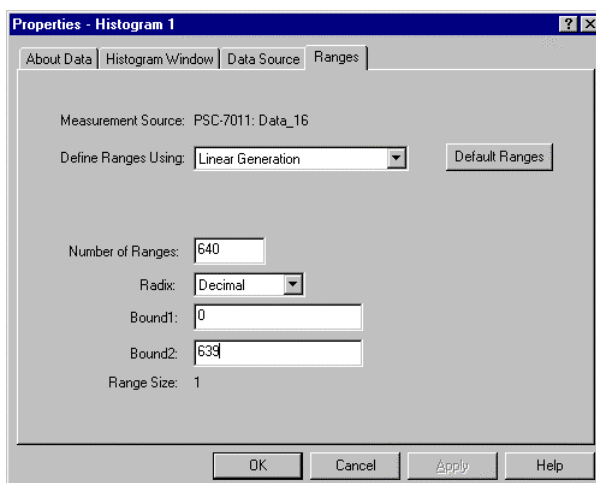 Properties - Histogram 1
About Data Histogram Window Data Source Ranges
Measurement Source: PSC-7011: Data_16
Define Ranges Using: Linear Generation Default Ranges
Number of Ranges: 640
Radix: Decimal
Bound1: 0
Bound2: 639
Range Size: 1
OK Cancel Apply Help